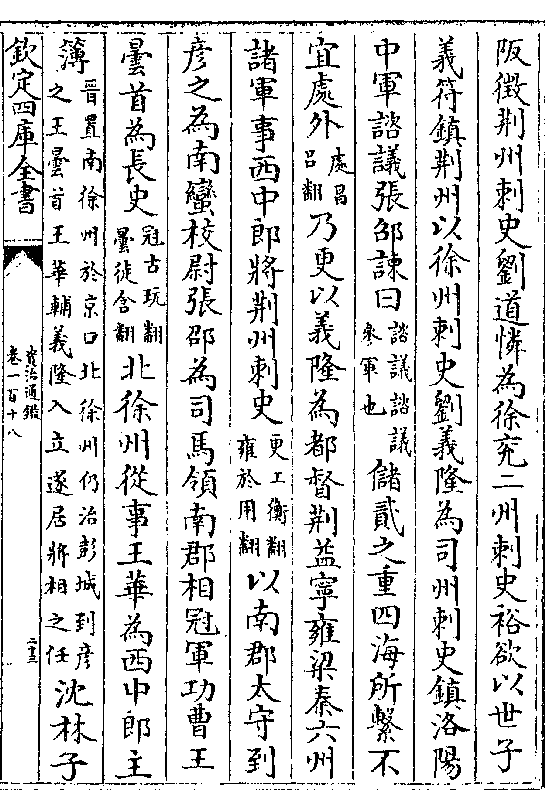 阪徴荆州刺史劉道憐為徐兖二州刺史裕欲以世子
義符鎮荆州以徐州刺史劉義隆為司州刺史鎮洛陽
中軍諮議張邵諫曰諮議諮議參軍也儲貳之重四海所繫不
宜處外處昌吕翻乃更以義隆為都督荆益寧雍梁秦六州
諸軍事西中郎將荆州刺史更工衡翻雍於用翻以南郡太守到
彦之為南蠻校尉張邵為司馬領南郡相冠軍功曹王
曇首為長史冠古玩翻曇徒含翻北徐州從事王華為西中郎主
簿晉置南徐州於京口北徐州仍治彭城到彦之王曇首王華輔義隆入立遂居將相之任沈林子
欽定四庫全書
資治通鑑
卷一百十八
二十三